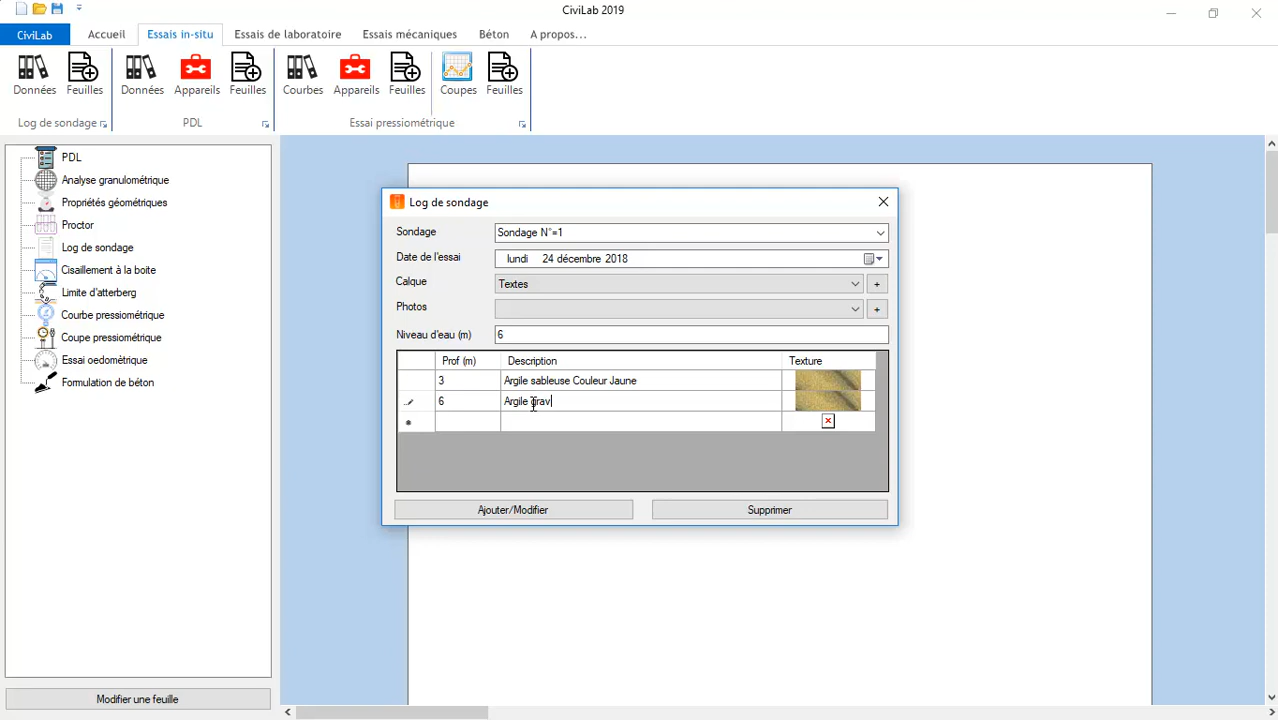 CiviLab 2019
CiviLab Accueil Essais in-situ Essais de laboratoire Essais mécaniques Béton A propos...
Données Feuilles Données Appareils Feuilles Courbes Appareils Feuilles Coupes Feuilles
Log de sondage PDL Essai pressiométrique
PDL
Analyse granulométrique
Propriétés géométriques
Proctor
Log de sondage
Cisaillement à la boite
Limite d'atterberg
Courbe pressiométrique
Coupe pressiométrique
Essai oedométrique
Formulation de béton
Modifier une feuille
Log de sondage
Sondage Sondage N°=1
Date de l'essai lundi 24 décembre 2018
Calque Textes +
Photos +
Niveau d'eau (m) 6
Prof (m) Description Texture
3 Argile sableuse Couleur Jaune
6 Argile grav
Ajouter/Modifier Supprimer